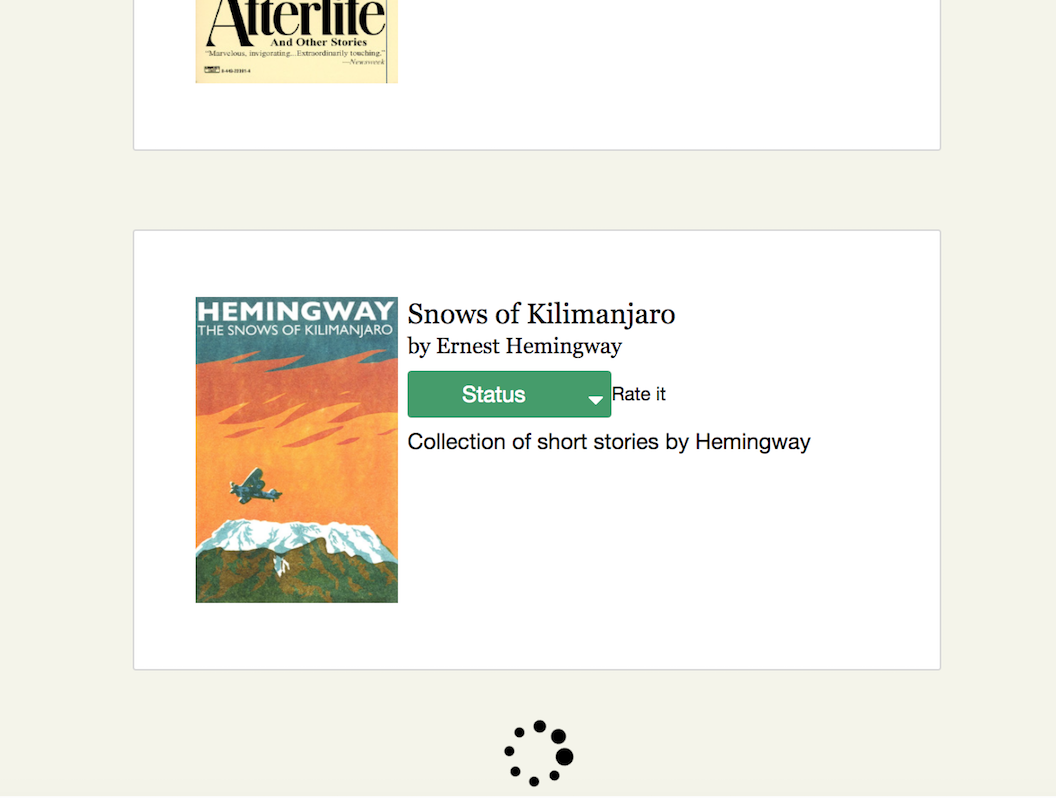 Afterlife
And Other Stories
"Marvelous, invigorating...Extraordinarily touching."
—Newsweek
HEMINGWAY
THE SNOWS OF KILIMANJARO
Snows of Kilimanjaro
by Ernest Hemingway
Status
Rate it
Collection of short stories by Hemingway